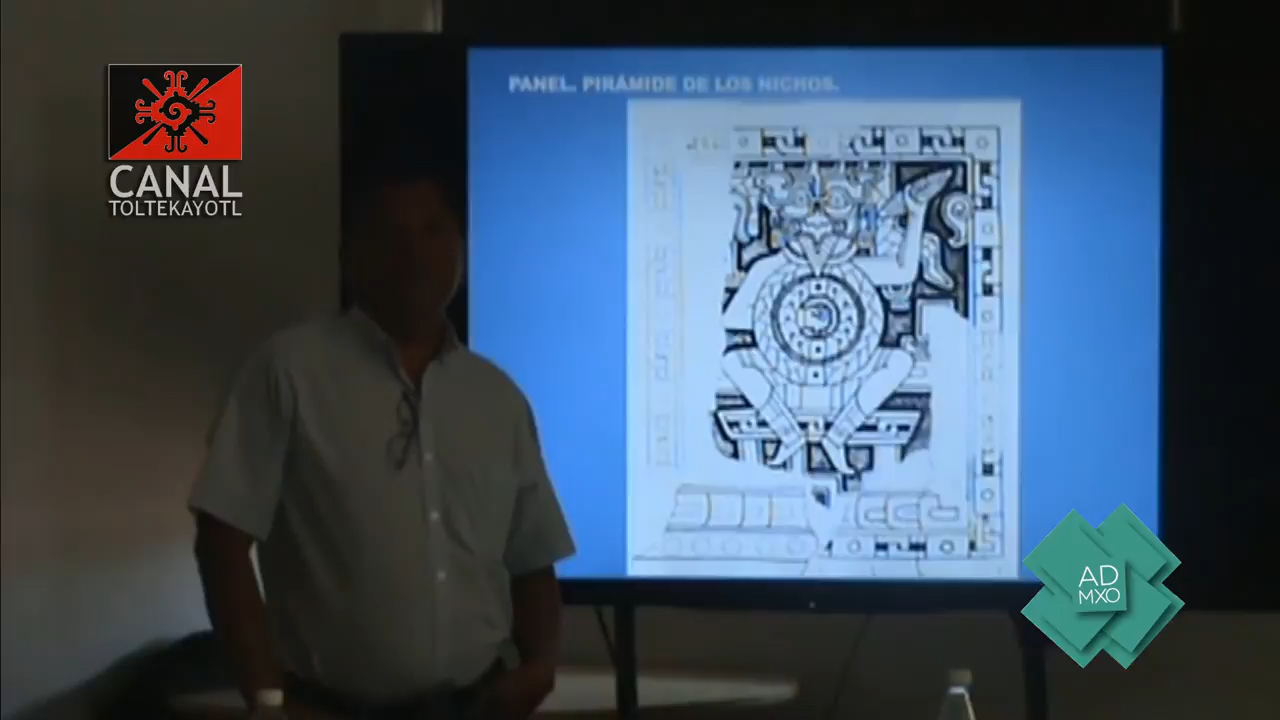 PANEL. PIRÁMIDE DE LOS NICHOS.
CANAL
TOLTEKAYOTL
AD
MXO